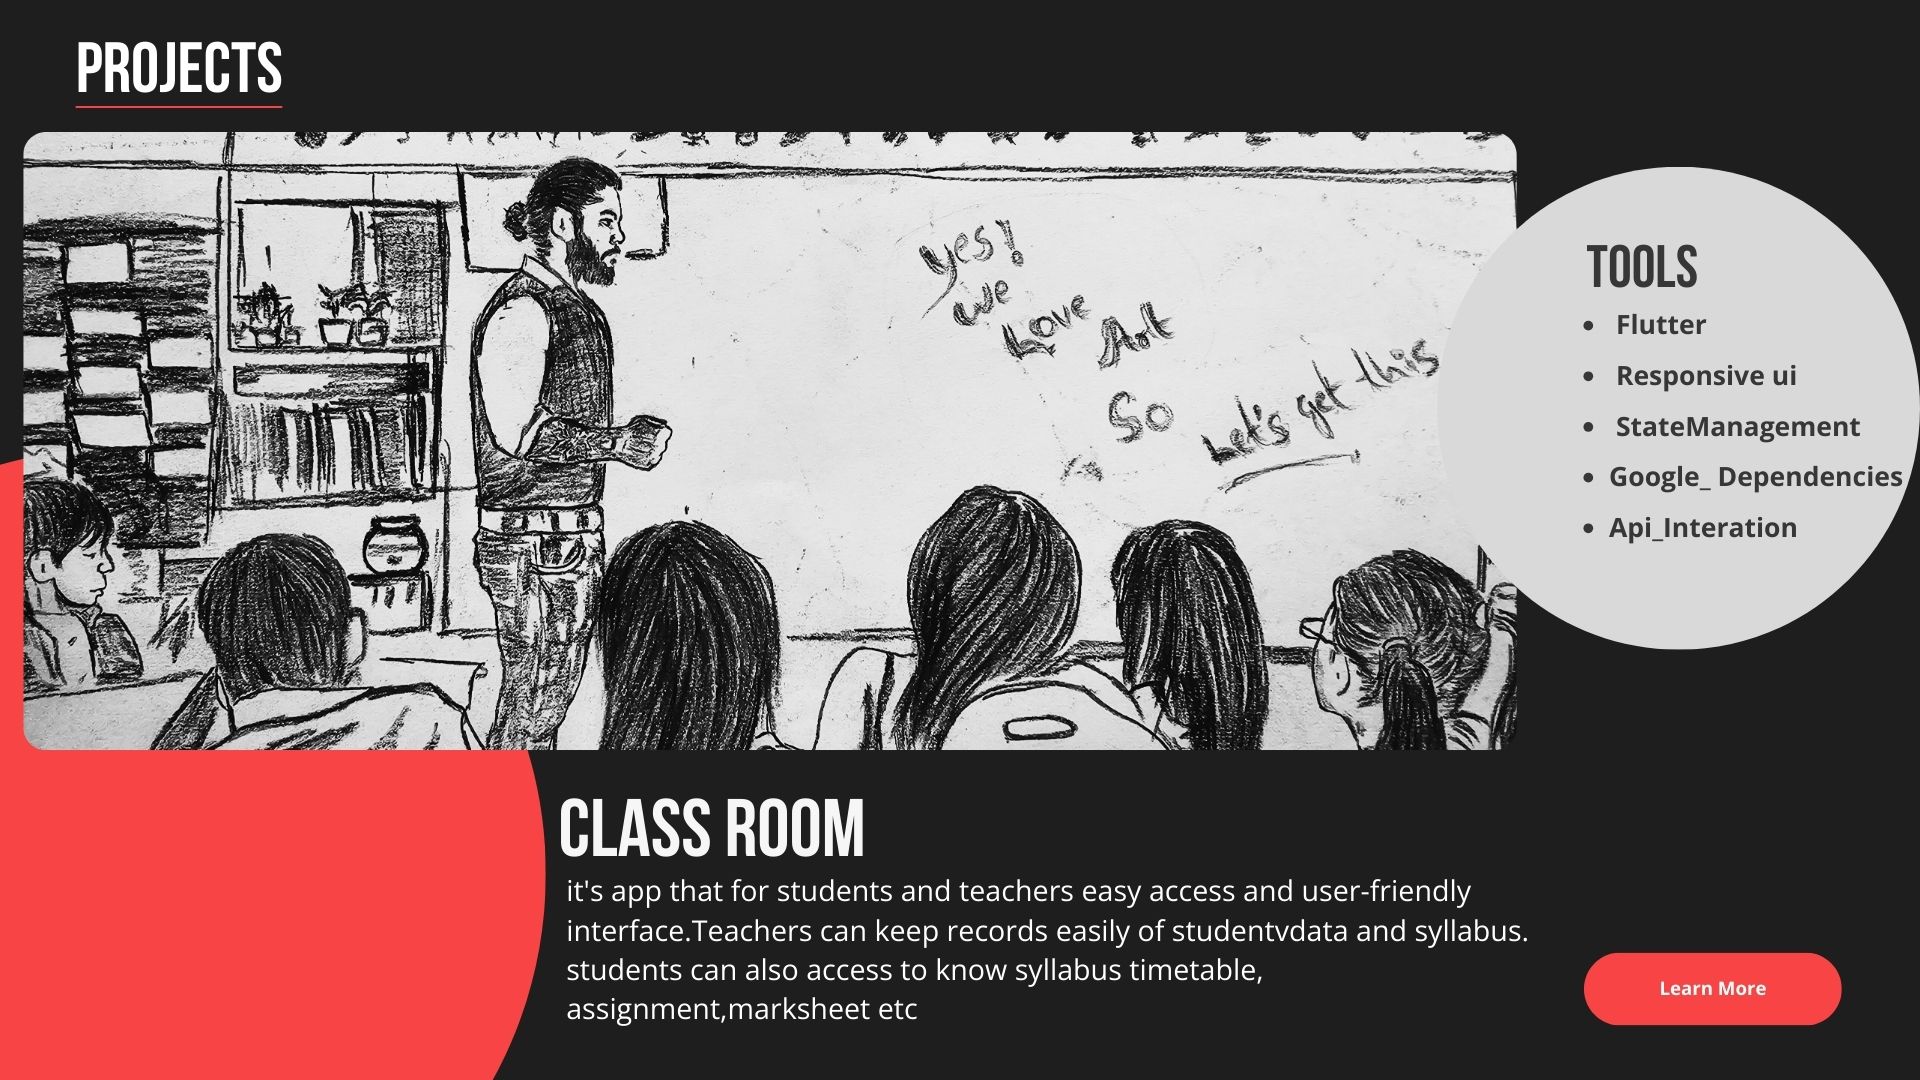 PROJECTS
yes!
we
Love
Art
So
Let's get this
TOOLS
Flutter
Responsive ui
StateManagement
Google_ Dependencies
Api_Interation
CLASS ROOM
it's app that for students and teachers easy access and user-friendly
interface.Teachers can keep records easily of studentvdata and syllabus.
students can also access to know syllabus timetable,
assignment,marksheet etc
Learn More